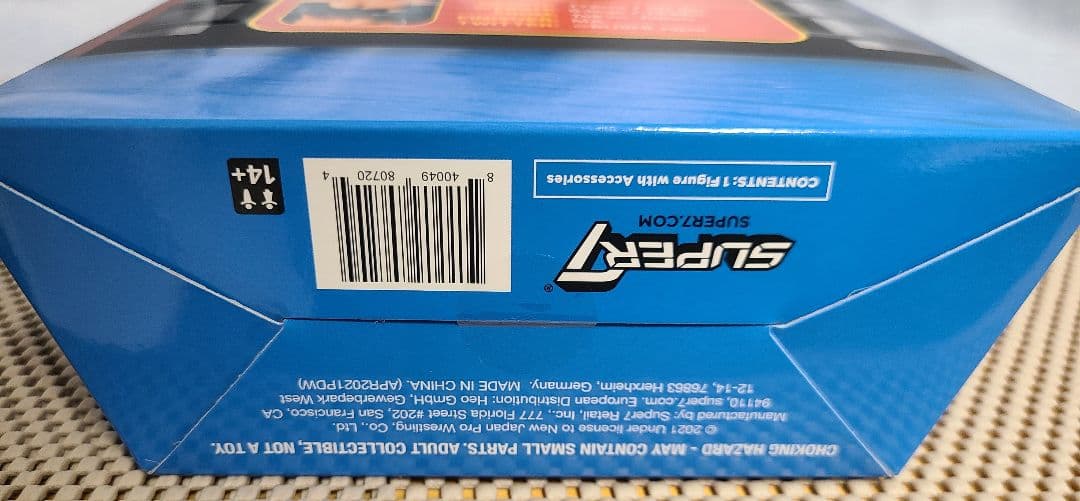 CHOKING HAZARD - MAY CONTAIN SMALL PARTS. ADULT COLLECTIBLE, NOT A TOY.
© 2021 Under license to New Japan Pro Wrestling, Co. Ltd.
Manufactured by: Super7 Retail, Inc., 777 Florida Street #202, San Francisco, CA
94110, super7.com. European Distribution: Heo GmbH, Gewerbepark West
12-14, 76863 Herxheim, Germany. MADE IN CHINA. (APR2021PDW)
SUPER7®
SUPER7.COM
CONTENTS: 1 Figure with Accessories
8 40049 80720 4
14+